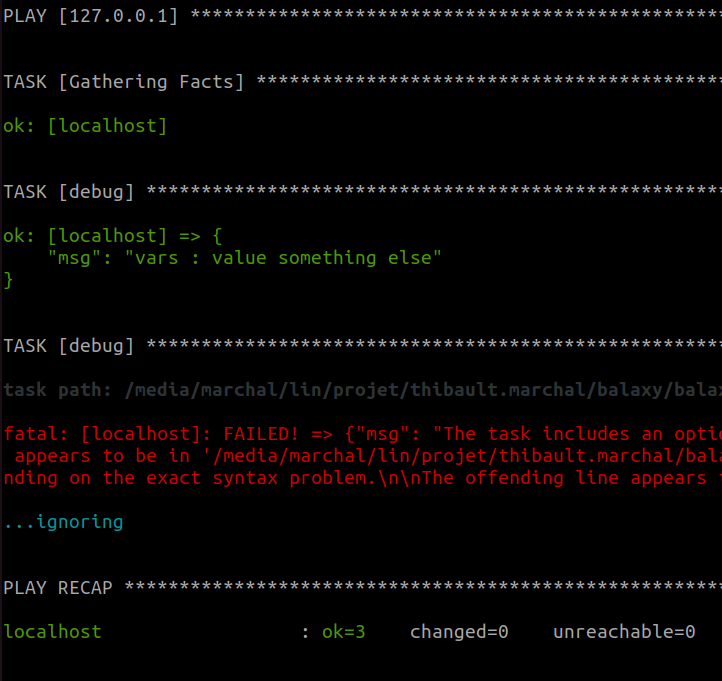 PLAY [127.0.0.1] *************************************************
TASK [Gathering Facts] *******************************************
ok: [localhost]
TASK [debug] *****************************************************
ok: [localhost] => {
"msg": "vars : value something else"
}
TASK [debug] *****************************************************
task path: /media/marchal/lin/projet/thibault.marchal/balaxy/balax
fatal: [localhost]: FAILED! => {"msg": "The task includes an optio
appears to be in '/media/marchal/lin/projet/thibault.marchal/bala
nding on the exact syntax problem.\n\nThe offending line appears
...ignoring
PLAY RECAP *******************************************************
localhost : ok=3 changed=0 unreachable=0